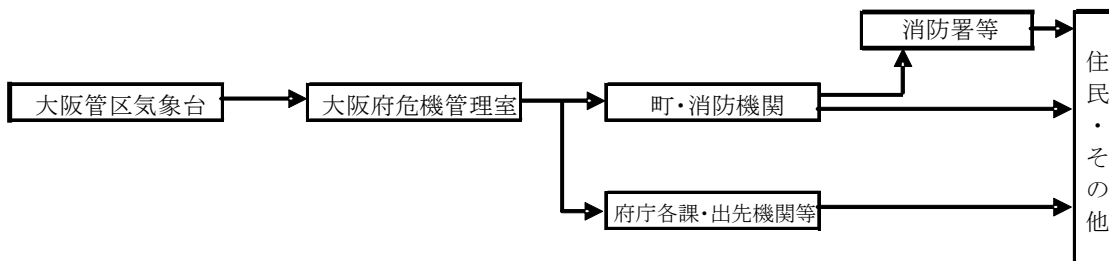 消防署等
大阪管区気象台
大阪府危機管理室
町・消防機関
府庁各課・出先機関等
住民・その他